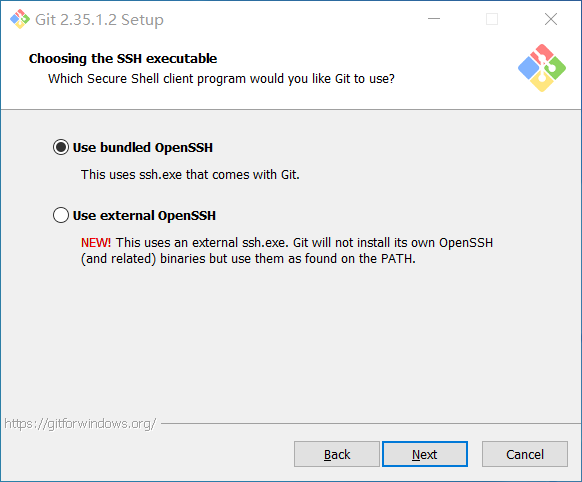 Git 2.35.1.2 Setup
Choosing the SSH executable
Which Secure Shell client program would you like Git to use?
Use bundled OpenSSH
This uses ssh.exe that comes with Git.
Use external OpenSSH
NEW! This uses an external ssh.exe. Git will not install its own OpenSSH
(and related) binaries but use them as found on the PATH.
https://gitforwindows.org/
Back Next Cancel